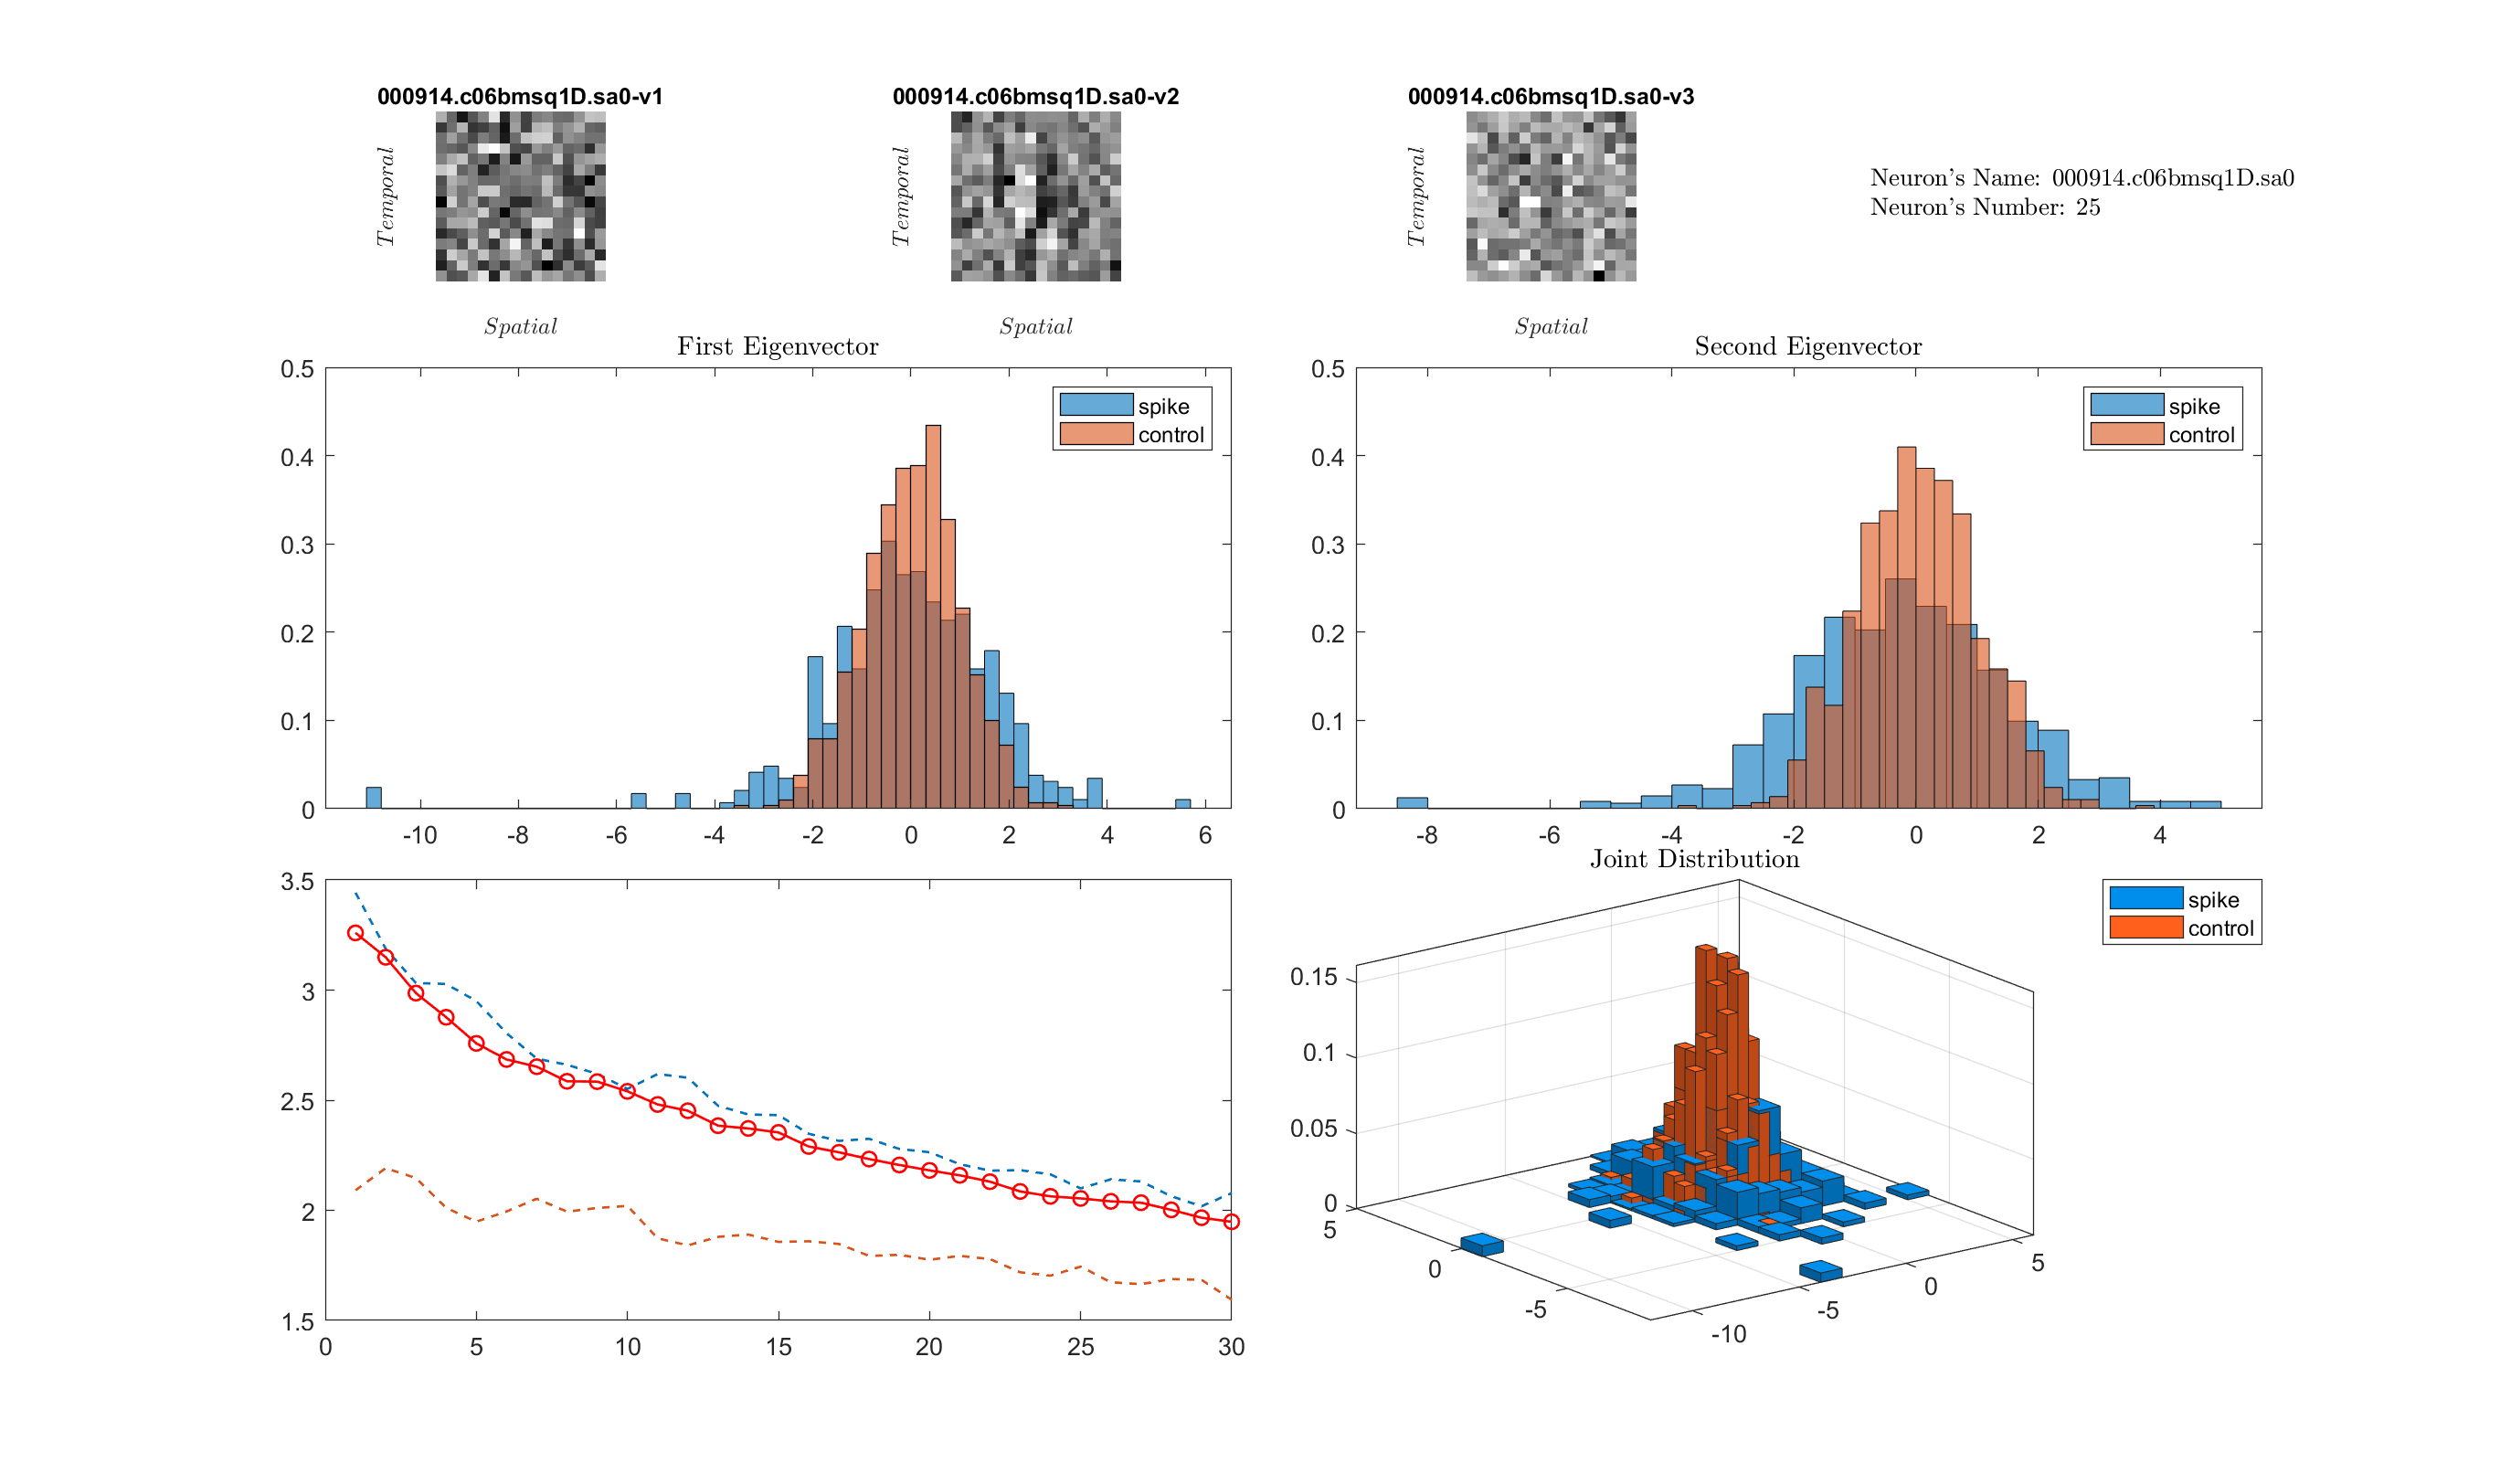 000914.c06bmsq1D.sa0-v1
000914.c06bmsq1D.sa0-v2
000914.c06bmsq1D.sa0-v3
Temporal
Temporal
Temporal
Neuron's Name: 000914.c06bmsq1D.sa0
Neuron's Number: 25
Spatial
Spatial
Spatial
First Eigenvector
0.5
0.4
0.3
0.2
0.1
0
-10 -8 -6 -4 -2 0 2 4 6
spike
control
Second Eigenvector
0.5
0.4
0.3
0.2
0.1
0
-8 -6 -4 -2 0 2 4
spike
control
3.5
3
2.5
2
1.5
0 5 10 15 20 25 30
Joint Distribution
spike
control
0.15
0.1
0.05
0
5
0
-5
-10
-5
0
5